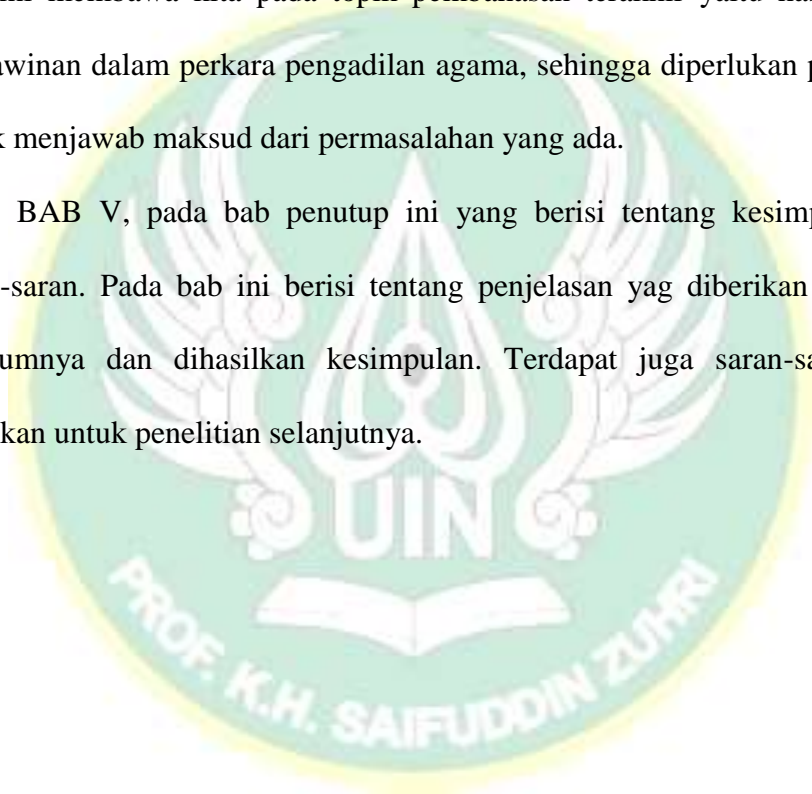 awinan dalam perkara pengadilan agama, sehingga diperlukan p
k menjawab maksud dari permasalahan yang ada.
BAB V, pada bab penutup ini yang berisi tentang kesimp
-saran. Pada bab ini berisi tentang penjelasan yag diberikan
umnya dan dihasilkan kesimpulan. Terdapat juga saran-sa
kan untuk penelitian selanjutnya.
UIN
PROF. K.H. SAIFUDDIN ZUHRI